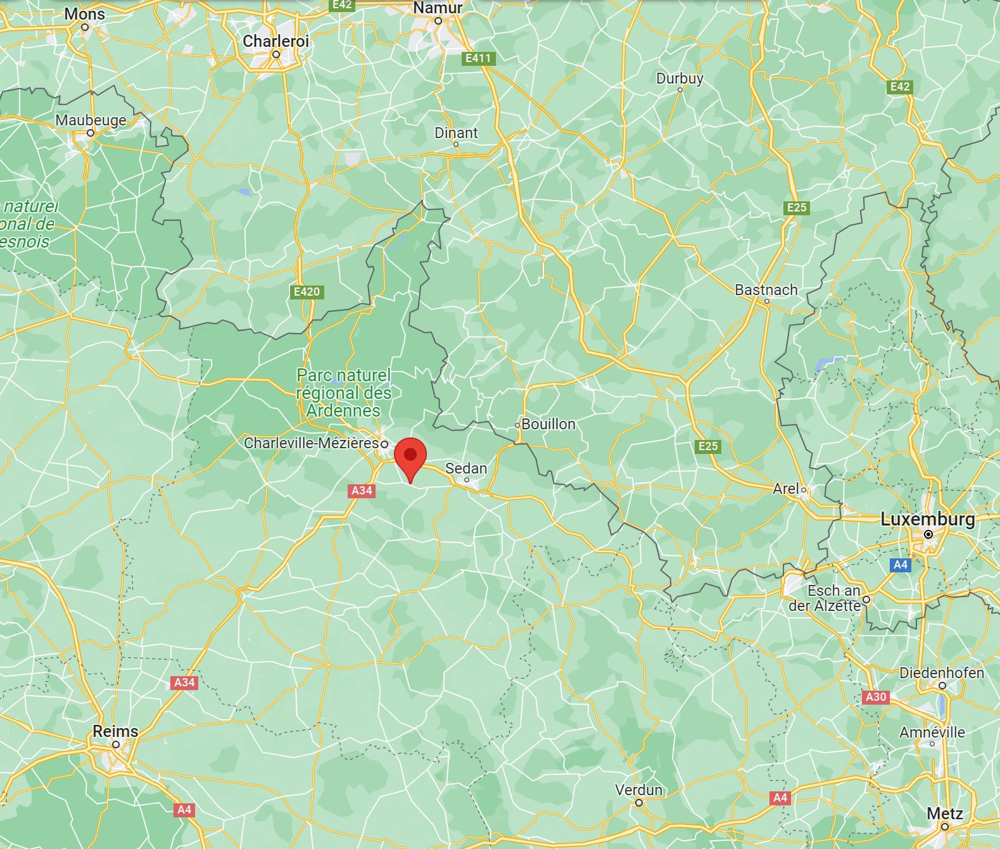 E42
Namur
Mons
Charleroi
E411
Durbuy
E42
Maubeuge
Dinant
naturel
onal de
esnois
E25
E420
Bastnach
Parc naturel
régional des
Ardennes
Bouillon
Charleville-Mézières
E25
Sedan
A34
Arel
Luxemburg
A4
Esch an
der Alzette
Diedenhofen
A34
A30
Reims
Amnéville
Verdun
A4
A4
Metz